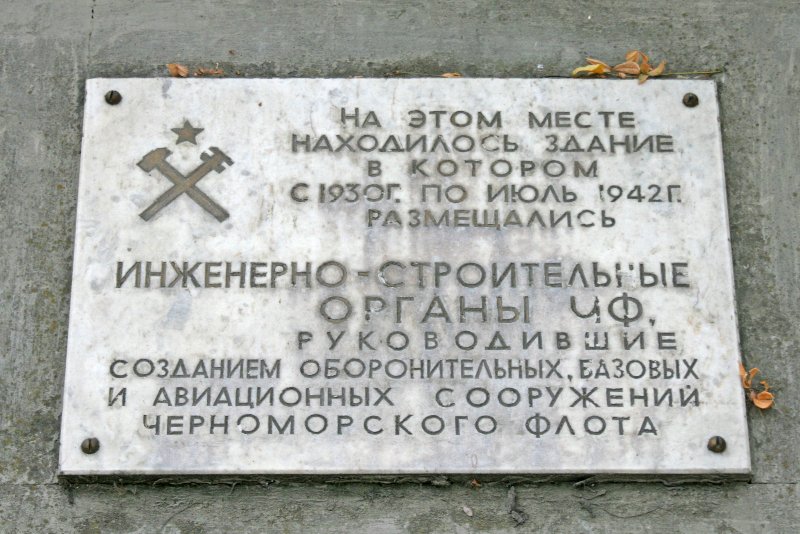 НА ЭТОМ МЕСТЕ
НАХОДИЛОСЬ ЗДАНИЕ
В КОТОРОМ
С 1930Г. ПО ИЮЛЬ 1942Г.
РАЗМЕЩАЛИСЬ
ИНЖЕНЕРНО-СТРОИТЕЛЬНЫЕ
ОРГАНЫ ЧФ,
РУКОВОДИВШИЕ
СОЗДАНИЕМ ОБОРОНИТЕЛЬНЫХ, БАЗОВЫХ
И АВИАЦИОННЫХ СООРУЖЕНИЙ
ЧЕРНОМОРСКОГО ФЛОТА